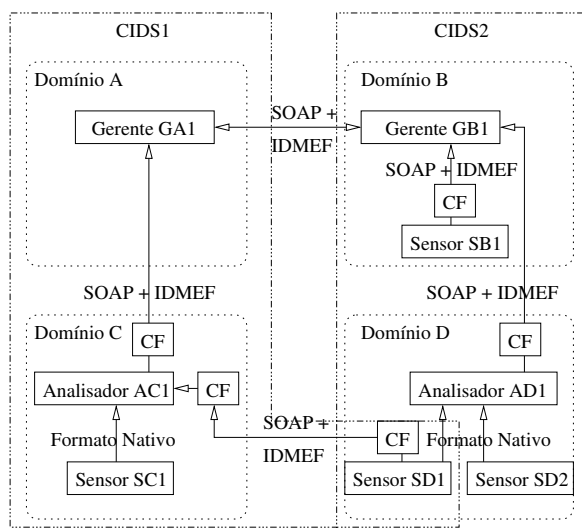 CIDS1
CIDS2
Domínio A
Domínio B
Gerente GA1
SOAP +
IDMEF
Gerente GB1
SOAP + IDMEF
CF
Sensor SB1
SOAP + IDMEF
SOAP + IDMEF
Domínio C
CF
Domínio D
CF
Analisador AC1
CF
Analisador AD1
Formato Nativo
SOAP +
IDMEF
CF
Formato Nativo
Sensor SC1
Sensor SD1
Sensor SD2